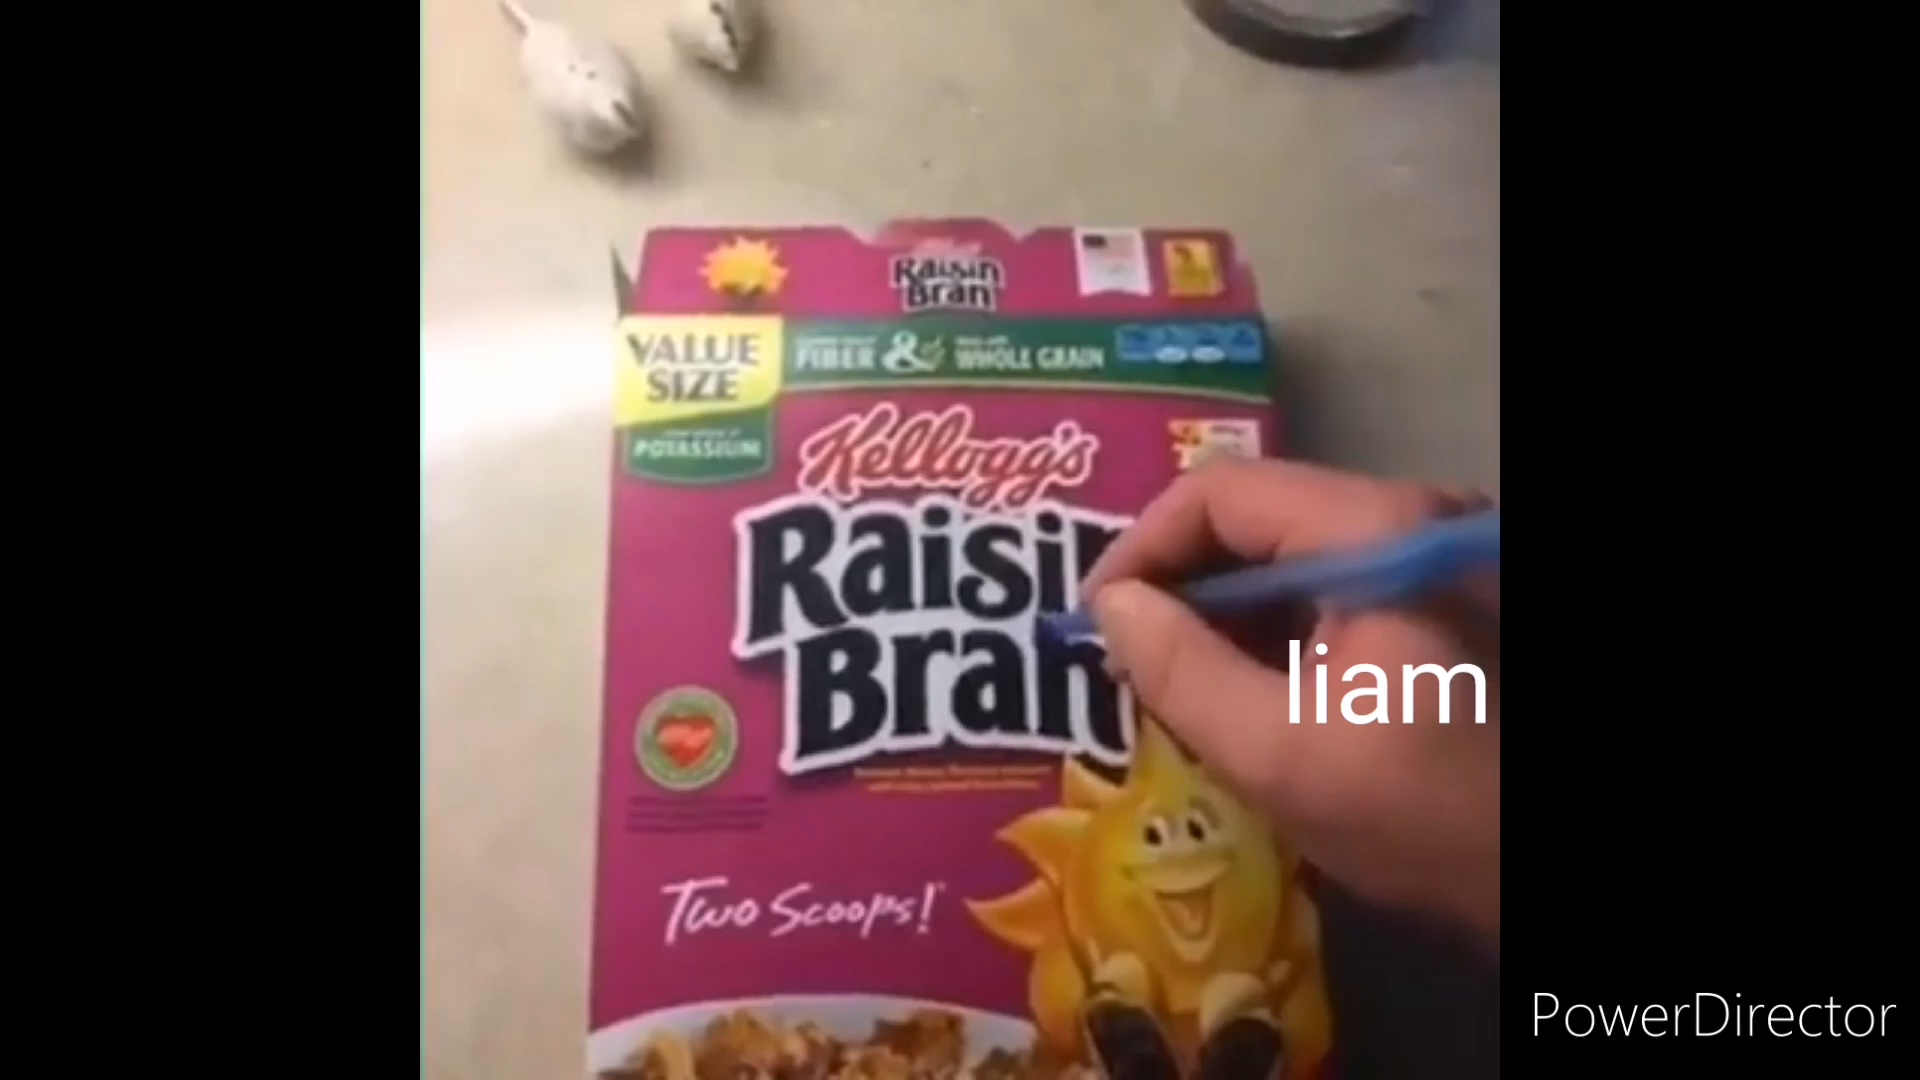 Raisin
Bran
VALUE
SIZE
FIBER & WHOLE GRAIN
POTASSIUM
Kellogg's
Raisin
Bran
liam
Two Scoops!
PowerDirector